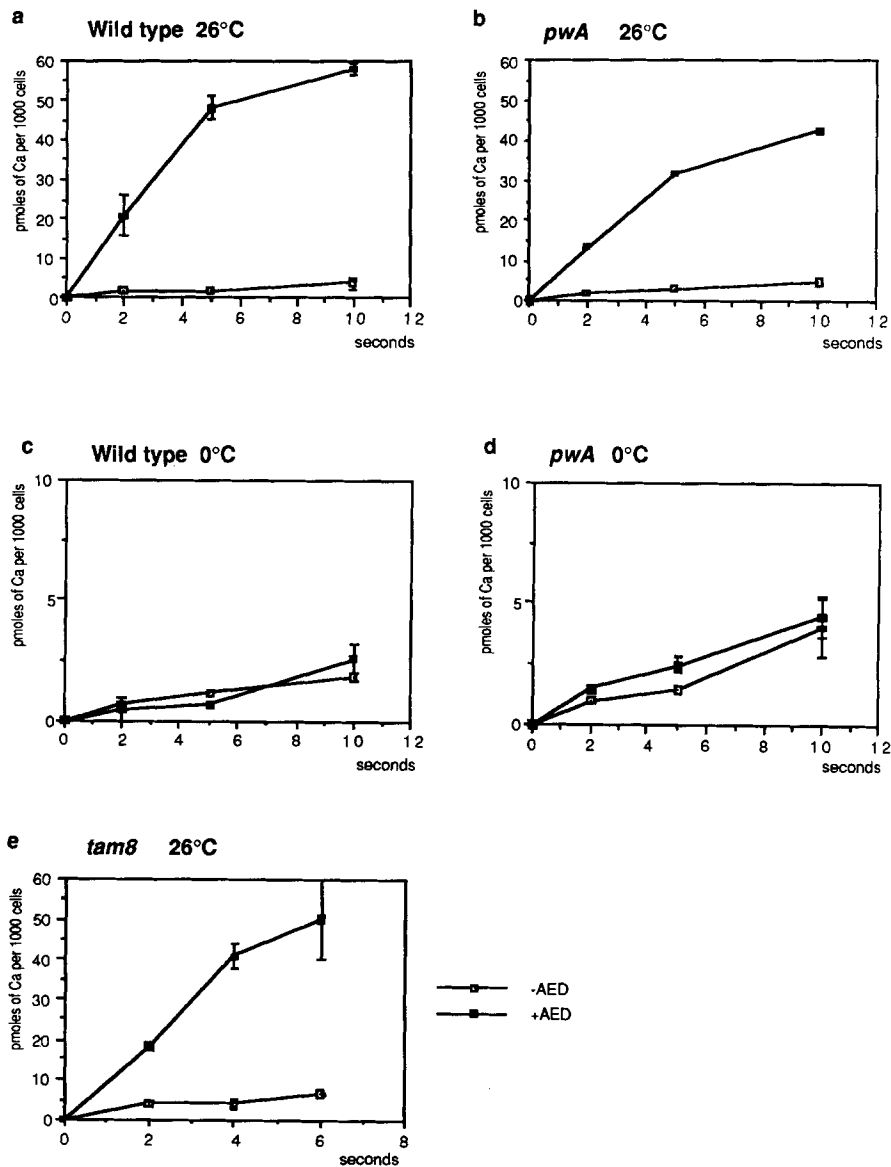 a
Wild type 26°C
pmoles of Ca per 1000 cells
60
50
40
30
20
10
0
0 2 4 6 8 10 12
seconds
b
pwA 26°C
pmoles of Ca per 1000 cells
60
50
40
30
20
10
0
0 2 4 6 8 10 12
seconds
c
Wild type 0°C
pmoles of Ca per 1000 cells
10
5
0
0 2 4 6 8 10 12
seconds
d
pwA 0°C
pmoles of Ca per 1000 cells
10
5
0
0 2 4 6 8 10 12
seconds
e
tam8 26°C
pmoles of Ca per 1000 cells
60
50
40
30
20
10
0
0 2 4 6 8
seconds
-AED
+AED